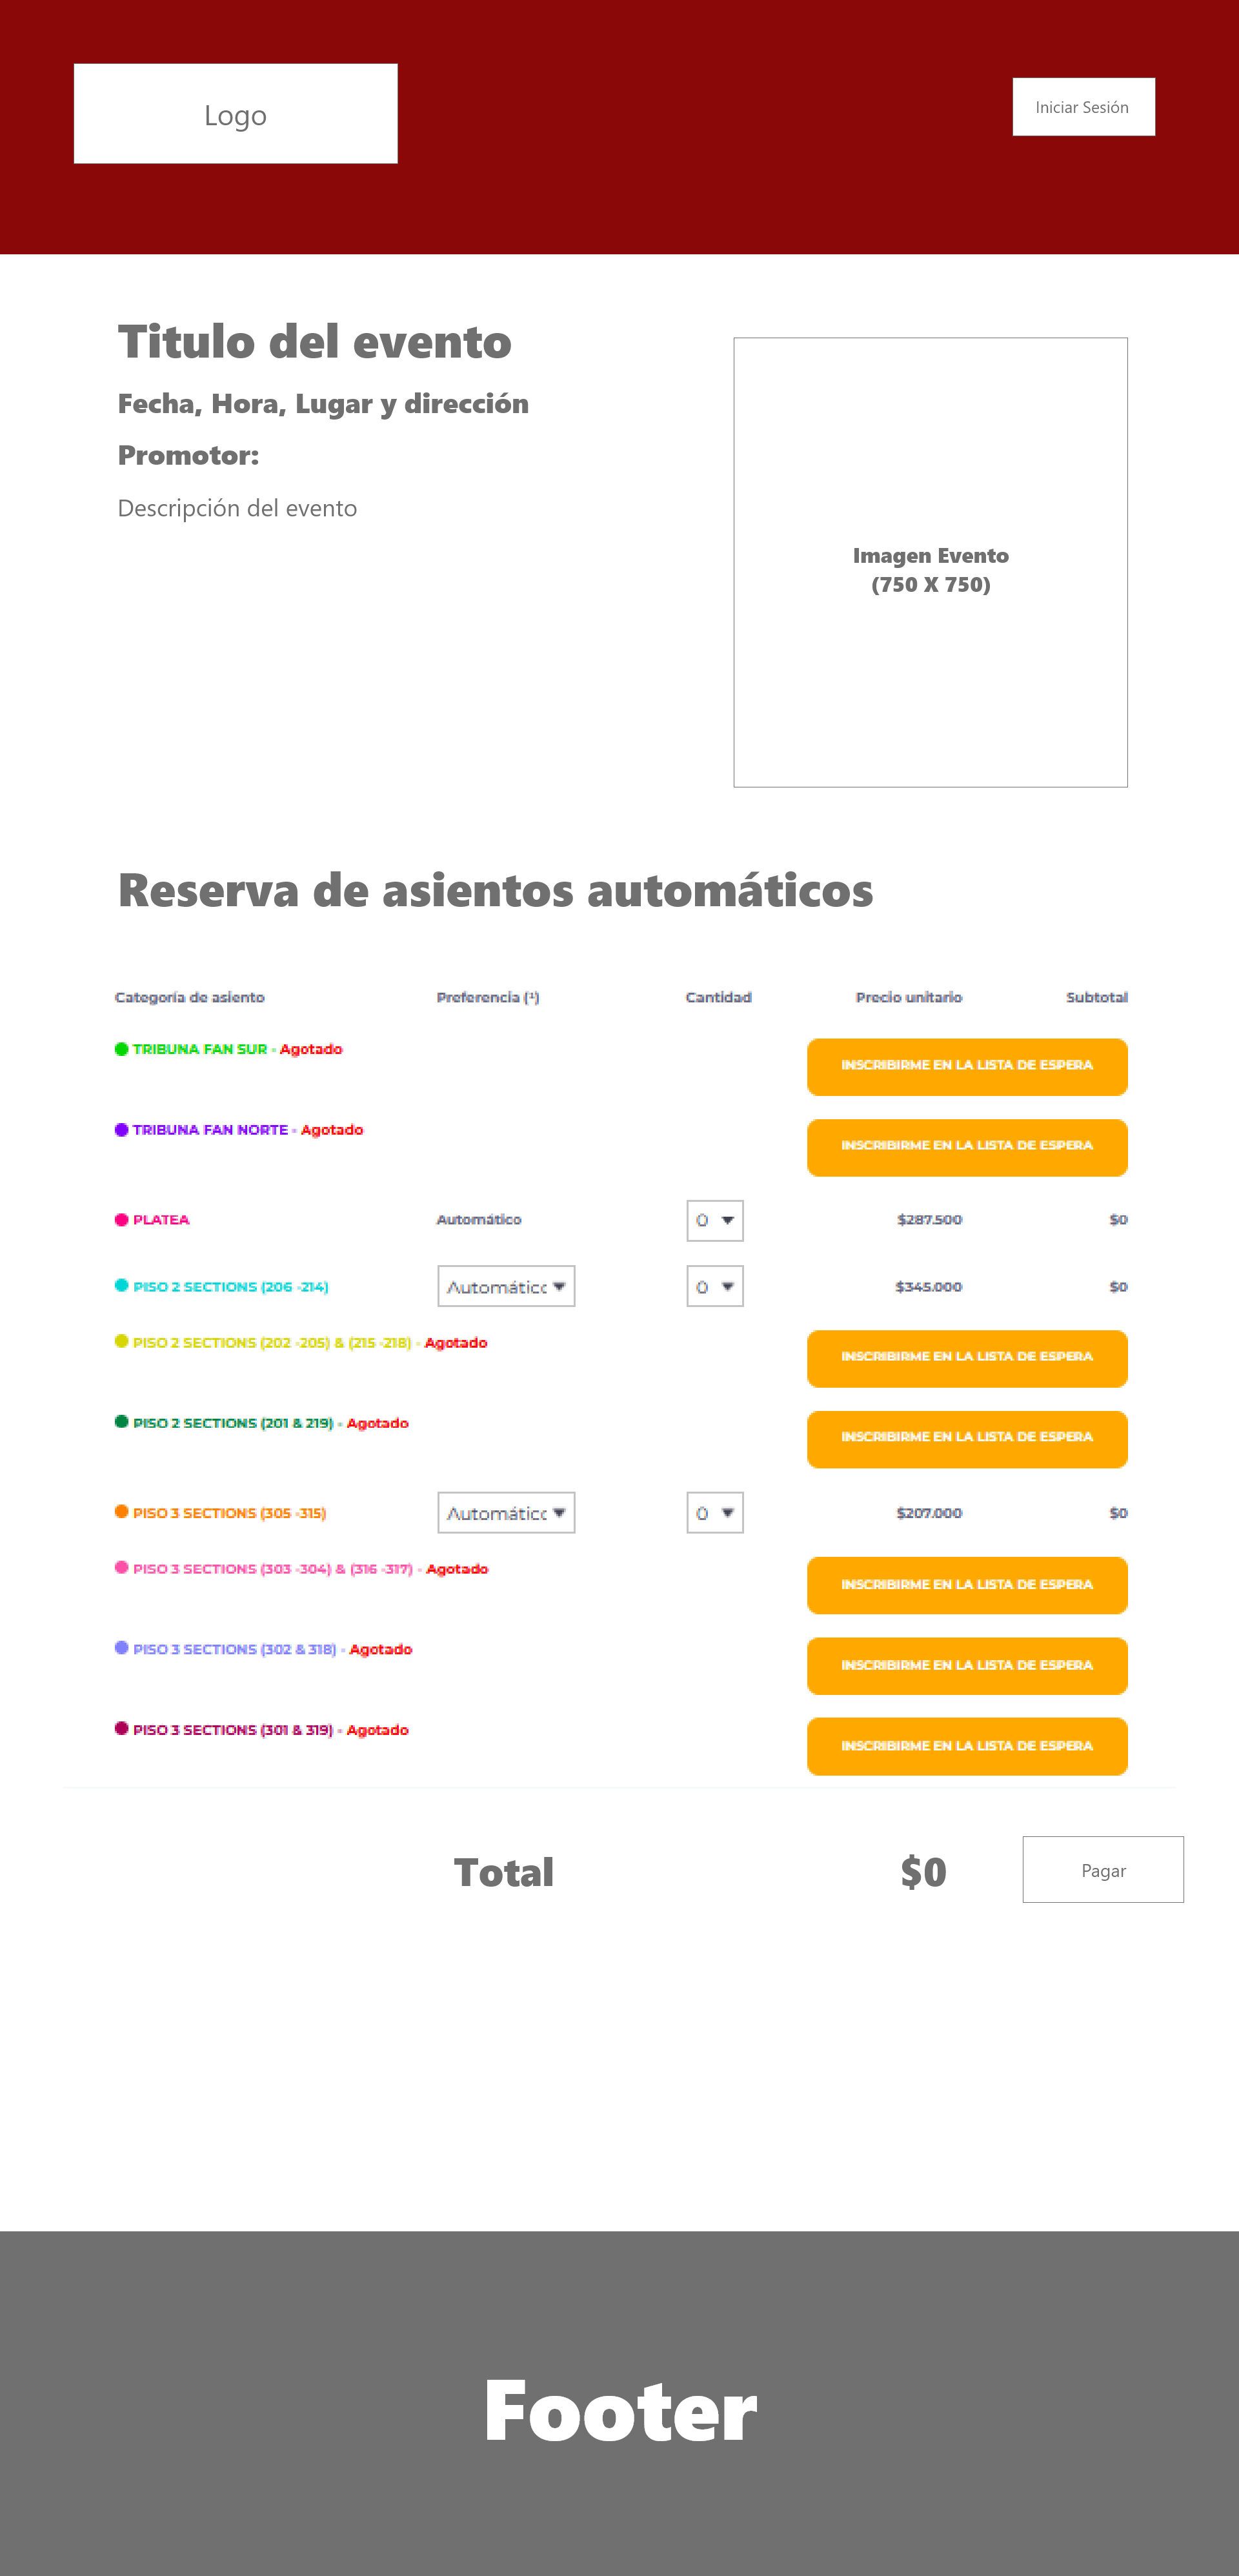 Logo
Iniciar Sesión
Titulo del evento
Fecha, Hora, Lugar y dirección
Promotor:
Descripción del evento
Imagen Evento
(750 X 750)
Reserva de asientos automáticos
Categoría de asiento Preferencia (¹) Cantidad Precio unitario Subtotal
TRIBUNA FAN SUR - Agotado INSCRIBIRME EN LA LISTA DE ESPERA
TRIBUNA FAN NORTE - Agotado INSCRIBIRME EN LA LISTA DE ESPERA
PLATEA Automático 0 $287.500 $0
PISO 2 SECTIONS (206 -214) Automátic 0 $345.000 $0
PISO 2 SECTIONS (202 -205) & (215 -218) - Agotado INSCRIBIRME EN LA LISTA DE ESPERA
PISO 2 SECTIONS (201 & 219) - Agotado INSCRIBIRME EN LA LISTA DE ESPERA
PISO 3 SECTIONS (305 -315) Automátic 0 $207.000 $0
PISO 3 SECTIONS (303 -304) & (316 -317) - Agotado INSCRIBIRME EN LA LISTA DE ESPERA
PISO 3 SECTIONS (302 & 318) - Agotado INSCRIBIRME EN LA LISTA DE ESPERA
PISO 3 SECTIONS (301 & 319) - Agotado INSCRIBIRME EN LA LISTA DE ESPERA
Total $0 Pagar
Footer